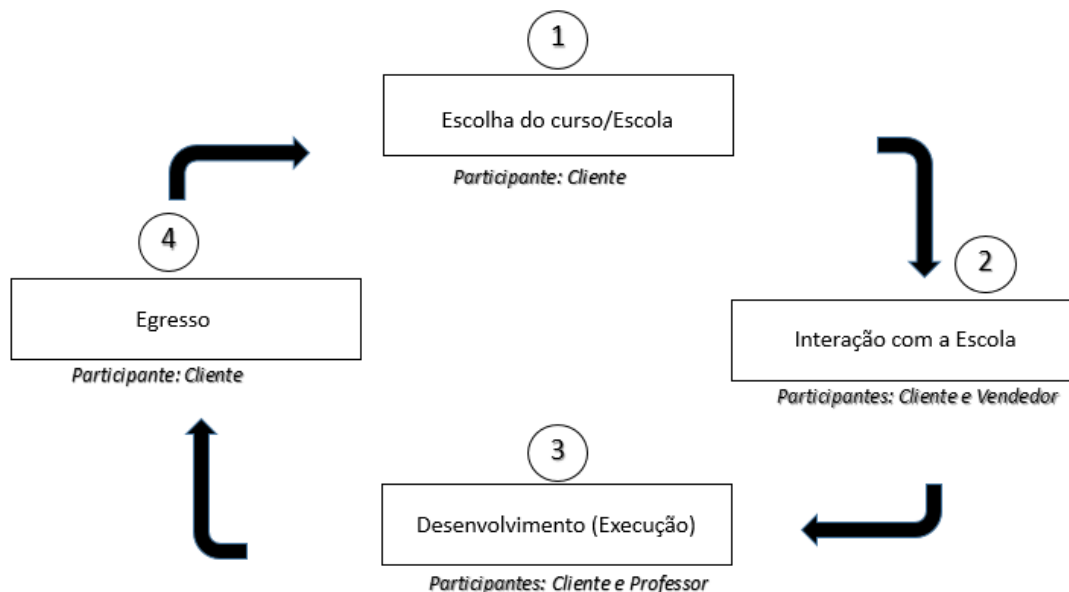 1
Escolha do curso/Escola
Participante: Cliente
2
Interação com a Escola
Participantes: Cliente e Vendedor
3
Desenvolvimento (Execução)
Participantes: Cliente e Professor
4
Egresso
Participante: Cliente